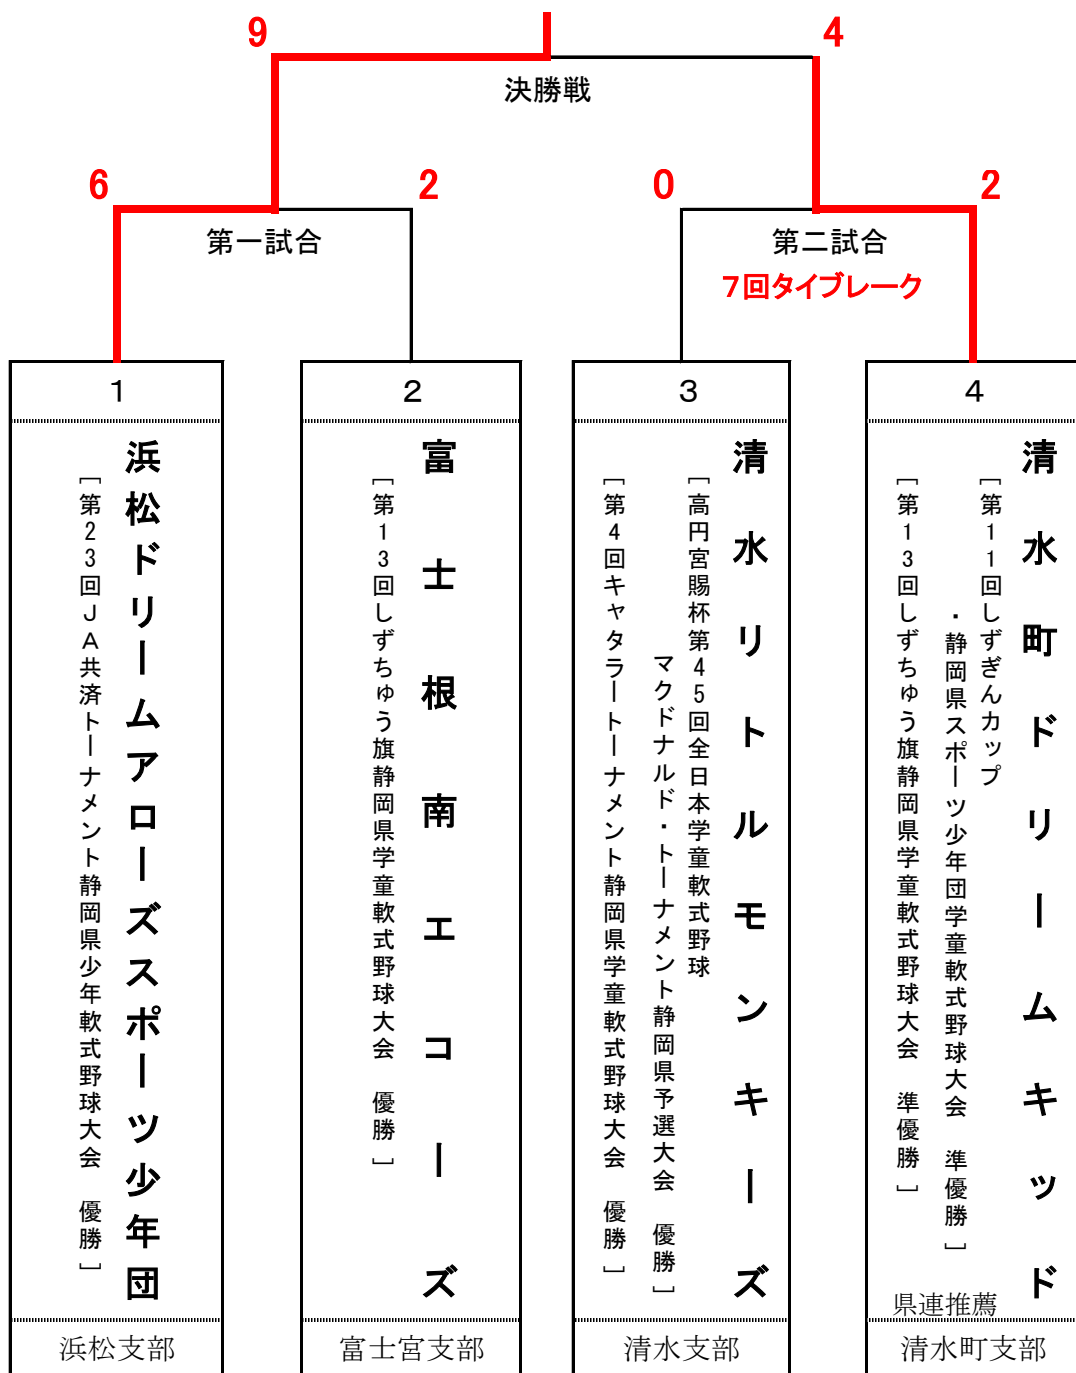 9
4
決勝戦
6
2
0
2
第一試合
第二試合
7回タイブレーク
1
浜松ドリームアローズスポーツ少年団
［第23回ＪＡ共済トーナメント静岡県少年軟式野球大会　優勝］
浜松支部
2
富士根南エコーズ
［第13回しずちゅう旗静岡県学童軟式野球大会　優勝］
富士宮支部
3
清水リトルモンキーズ
［高円宮賜杯第45回全日本学童軟式野球
マクドナルド・トーナメント静岡県予選大会　優勝］
［第4回キャタラートーナメント静岡県学童軟式野球大会　優勝］
清水支部
4
清水町ドリームキッド
［第11回しずぎんカップ
・静岡県スポーツ少年団学童軟式野球大会　準優勝］
［第13回しずちゅう旗静岡県学童軟式野球大会　準優勝］
県連推薦
清水町支部